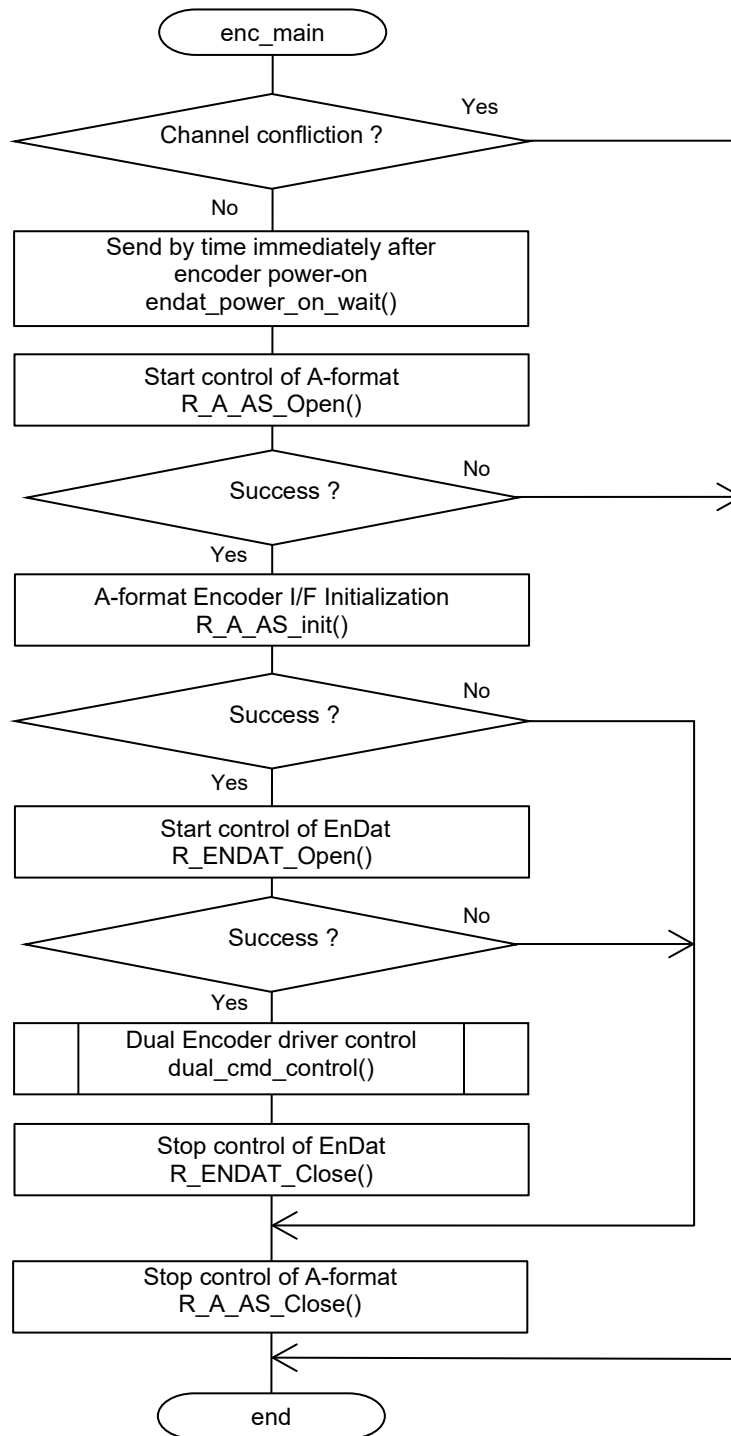 enc_main
Channel confliction ?
Yes
No
Send by time immediately after
encoder power-on
endat_power_on_wait()
Start control of A-format
R_A_AS_Open()
Success ?
No
Yes
A-format Encoder I/F Initialization
R_A_AS_init()
Success ?
No
Yes
Start control of EnDat
R_ENDAT_Open()
Success ?
No
Yes
Dual Encoder driver control
dual_cmd_control()
Stop control of EnDat
R_ENDAT_Close()
Stop control of A-format
R_A_AS_Close()
end